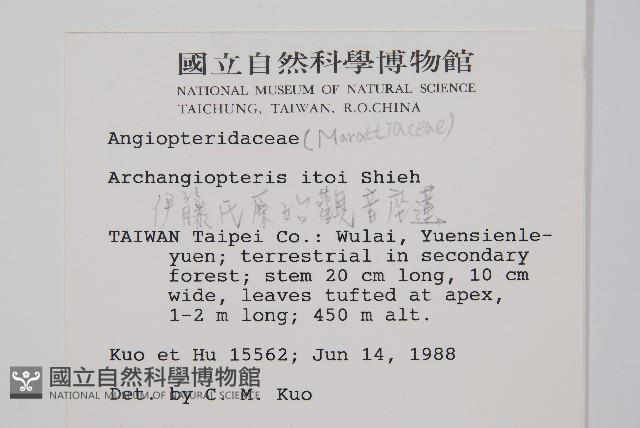 國立自然科學博物館
NATIONAL MUSEUM OF NATURAL SCIENCE
TAICHUNG, TAIWAN, R.O.CHINA
Angiopteridaceae (Marattiaceae)
Archangiopteris itoi Shieh
伊藤氏原始觀音座蓮
TAIWAN Taipei Co.: Wulai, Yuensienle-
yuen; terrestrial in secondary
forest; stem 20 cm long, 10 cm
wide, leaves tufted at apex,
1-2 m long; 450 m alt.
Kuo et Hu 15562; Jun 14, 1988
國立自然科學博物館
NATIONAL MUSEUM OF NATURAL SCIENCE
Det. by C. M. Kuo